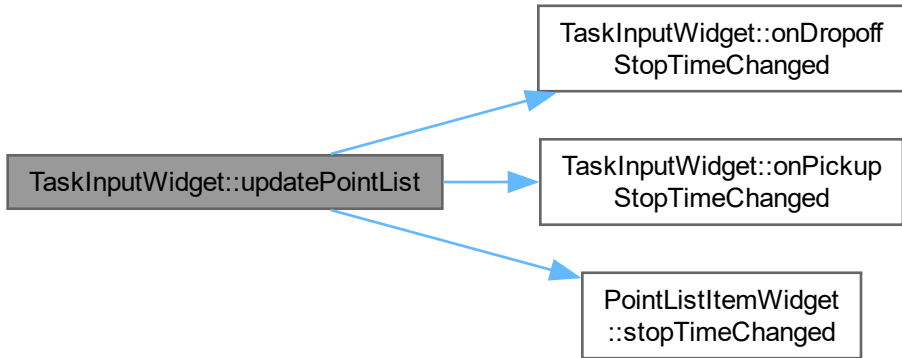 TaskInputWidget::onDropoff
StopTimeChanged
TaskInputWidget::updatePointList
TaskInputWidget::onPickup
StopTimeChanged
PointListItemWidget
::stopTimeChanged